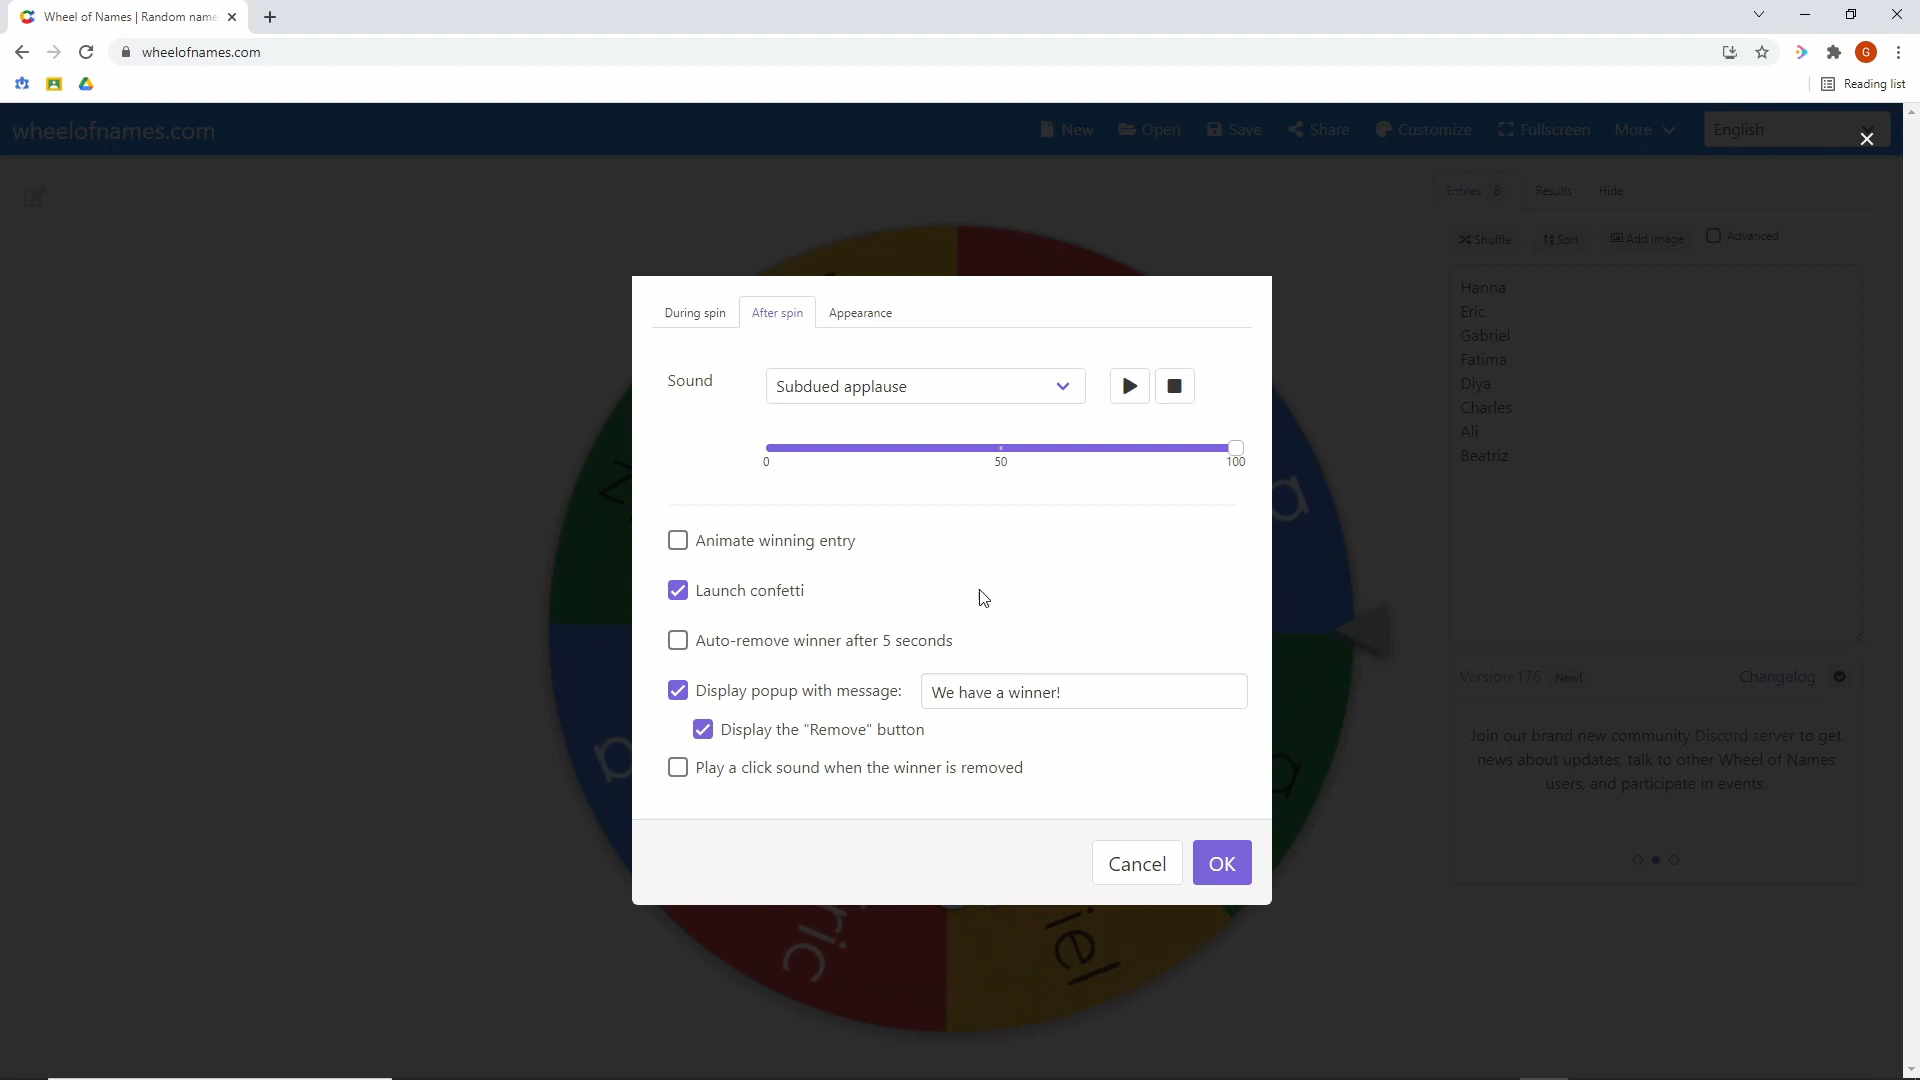 Wheel of Names | Random name
wheelofnames.com
G
Reading list
wheelofnames.com
New Open Save Share Customize Fullscreen More English
Entries 8 Results Hide
Shuffle Sort Add image Advanced
Hanna
Eric
Gabriel
Fatima
Diya
Charles
Ali
Beatriz
During spin After spin Appearance
Sound Subdued applause
0 50 100
Animate winning entry
Launch confetti
Auto-remove winner after 5 seconds
Display popup with message: We have a winner!
Display the "Remove" button
Play a click sound when the winner is removed
Cancel OK
Version 176 New! Changelog
Join our brand new community Discord server to get
news about updates, talk to other Wheel of Names
users, and participate in events.
ric
iel